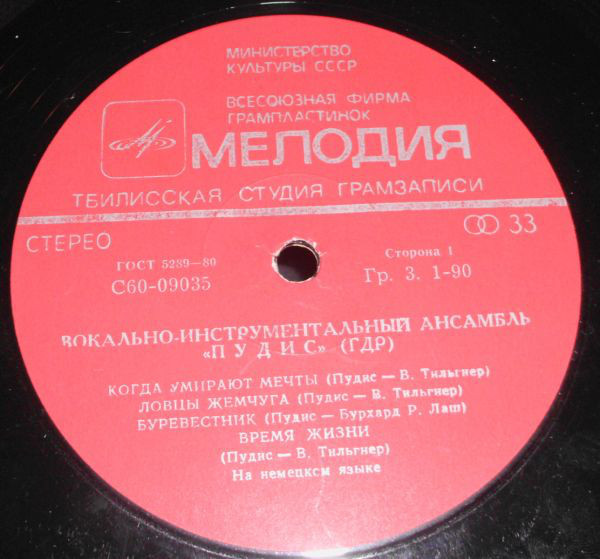 МИНИСТЕРСТВО
КУЛЬТУРЫ СССР
ВСЕСОЮЗНАЯ ФИРМА
ГРАМПЛАСТИНОК
МЕЛОДИЯ
ТБИЛИССКАЯ СТУДИЯ ГРАМЗАПИСИ
СТЕРЕО
33
ГОСТ 5289—80
Сторона 1
С60-09035
Гр. 3. 1-90
ВОКАЛЬНО-ИНСТРУМЕНТАЛЬНЫЙ АНСАМБЛЬ
«ПУДИС» (ГДР)
КОГДА УМИРАЮТ МЕЧТЫ (Пудис — В. Тильгнер)
ЛОВЦЫ ЖЕМЧУГА (Пудис — В. Тильгнер)
БУРЕВЕСТНИК (Пудис — Бурхард Р. Лаш)
ВРЕМЯ ЖИЗНИ
(Пудис — В. Тильгнер)
На немецком языке